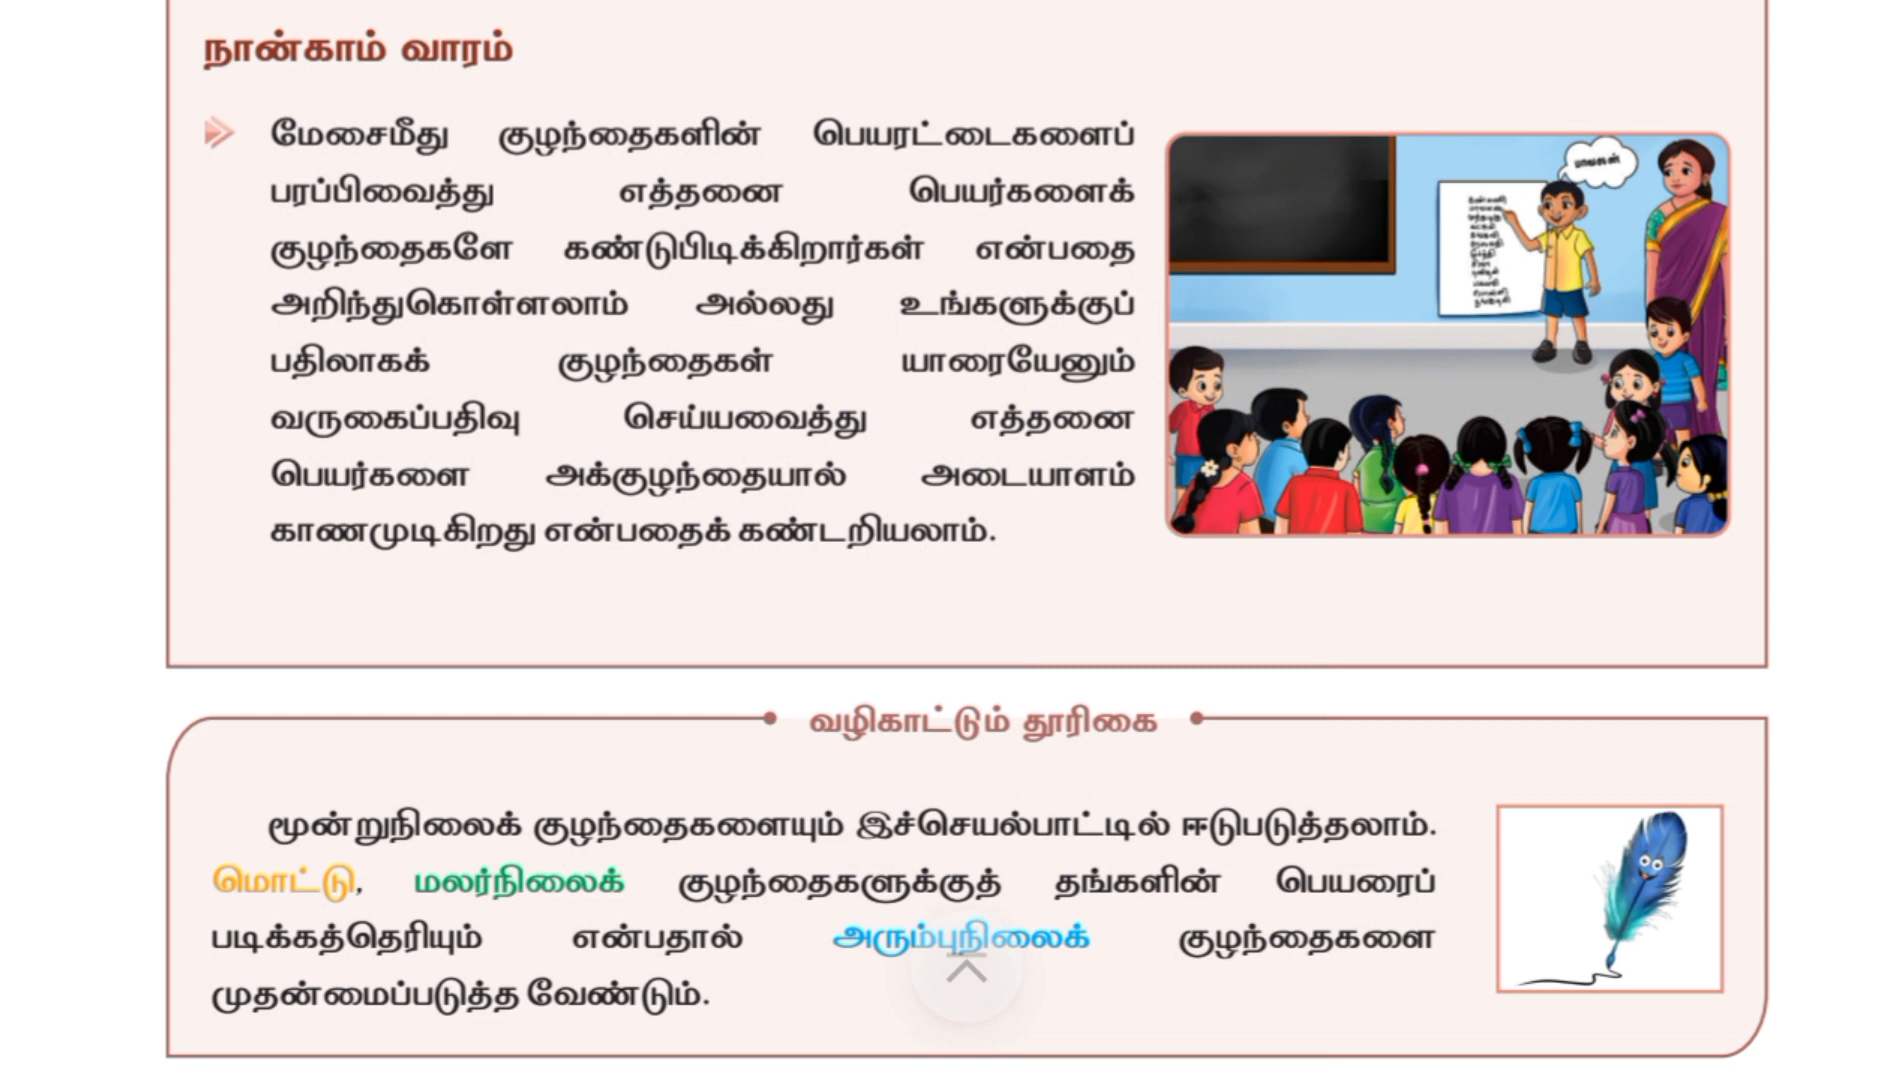 நான்காம் வாரம்
மேசைமீது குழந்தைகளின் பெயரட்டைகளைப்
பரப்பிவைத்து எத்தனை பெயர்களைக்
குழந்தைகளே கண்டுபிடிக்கிறார்கள் என்பதை
அறிந்துகொள்ளலாம் அல்லது உங்களுக்குப்
பதிலாகக் குழந்தைகள் யாரையேனும்
வருகைப்பதிவு செய்யவைத்து எத்தனை
பெயர்களை அக்குழந்தையால் அடையாளம்
காணமுடிகிறது என்பதைக் கண்டறியலாம்.
வழிகாட்டும் தூரிகை
மூன்றுநிலைக் குழந்தைகளையும் இச்செயல்பாட்டில் ஈடுபடுத்தலாம்.
மொட்டு, மலர்நிலைக் குழந்தைகளுக்குத் தங்களின் பெயரைப்
படிக்கத்தெரியும் என்பதால் அரும்புநிலைக் குழந்தைகளை
முதன்மைப்படுத்த வேண்டும்.